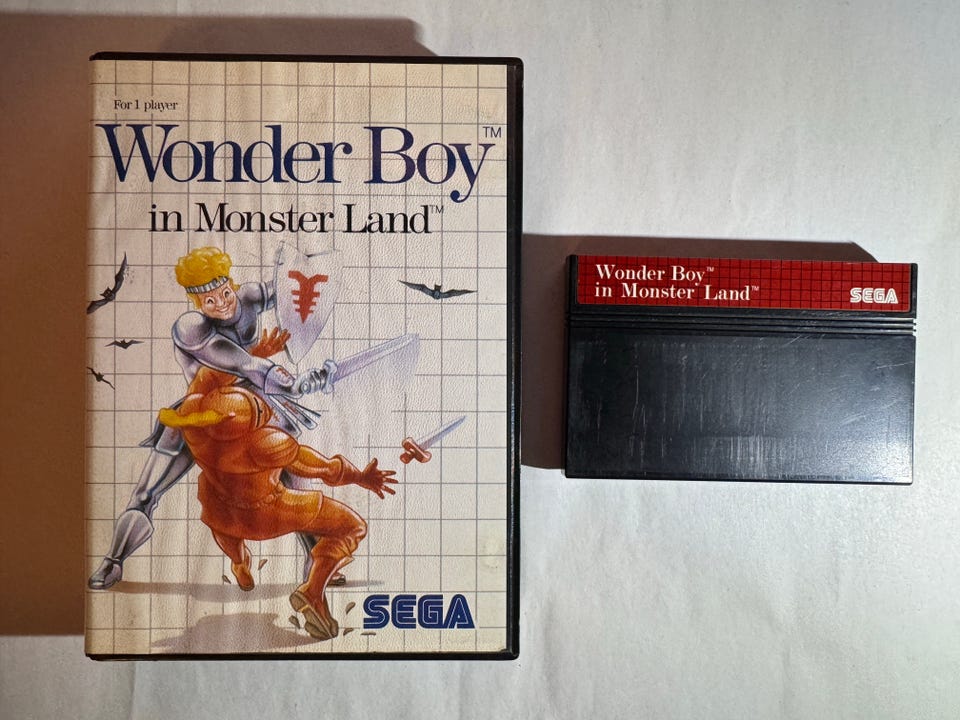 For 1 player
Wonder Boy™
in Monster Land™
SEGA
Wonder Boy™
in Monster Land™
SEGA